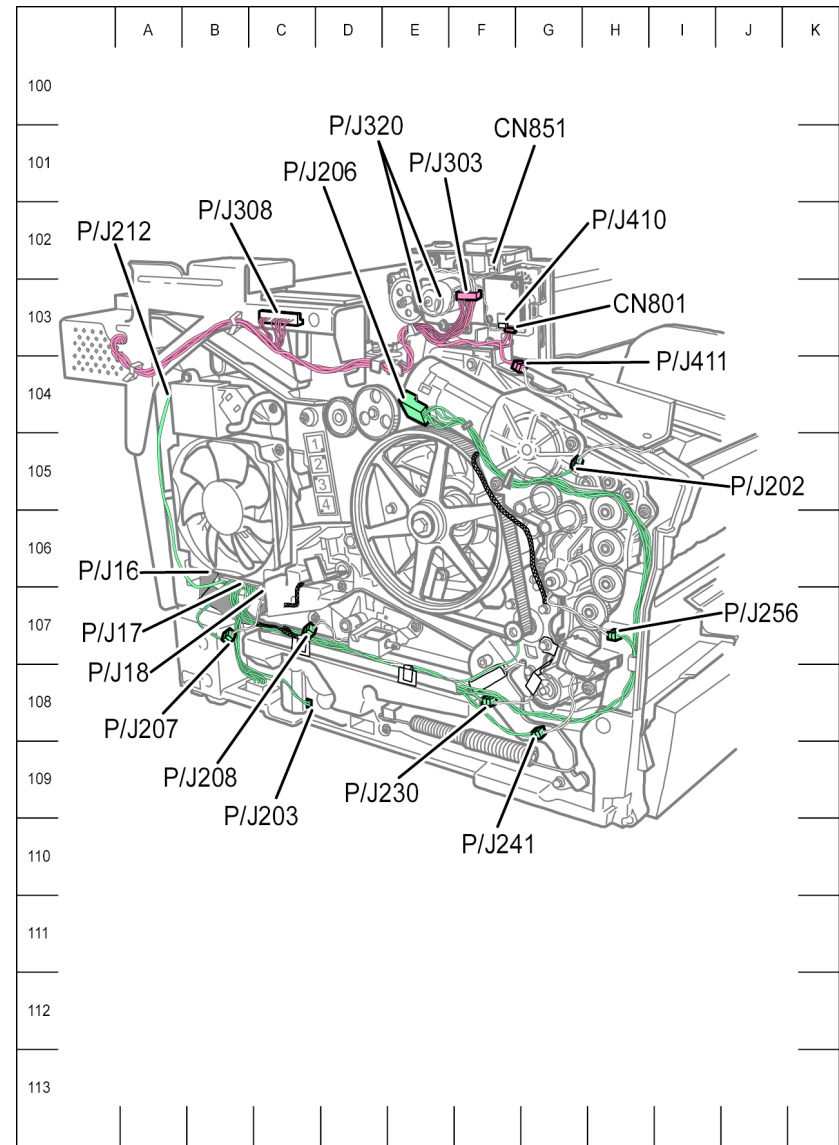 A B C D E F G H I J K
100
101
102
103
104
105
106
107
108
109
110
111
112
113
P/J320
CN851
P/J303
P/J206
P/J308
P/J410
P/J212
CN801
P/J411
1
2
3
4
P/J202
P/J16
P/J256
P/J17
P/J18
P/J207
P/J208
P/J230
P/J203
P/J241